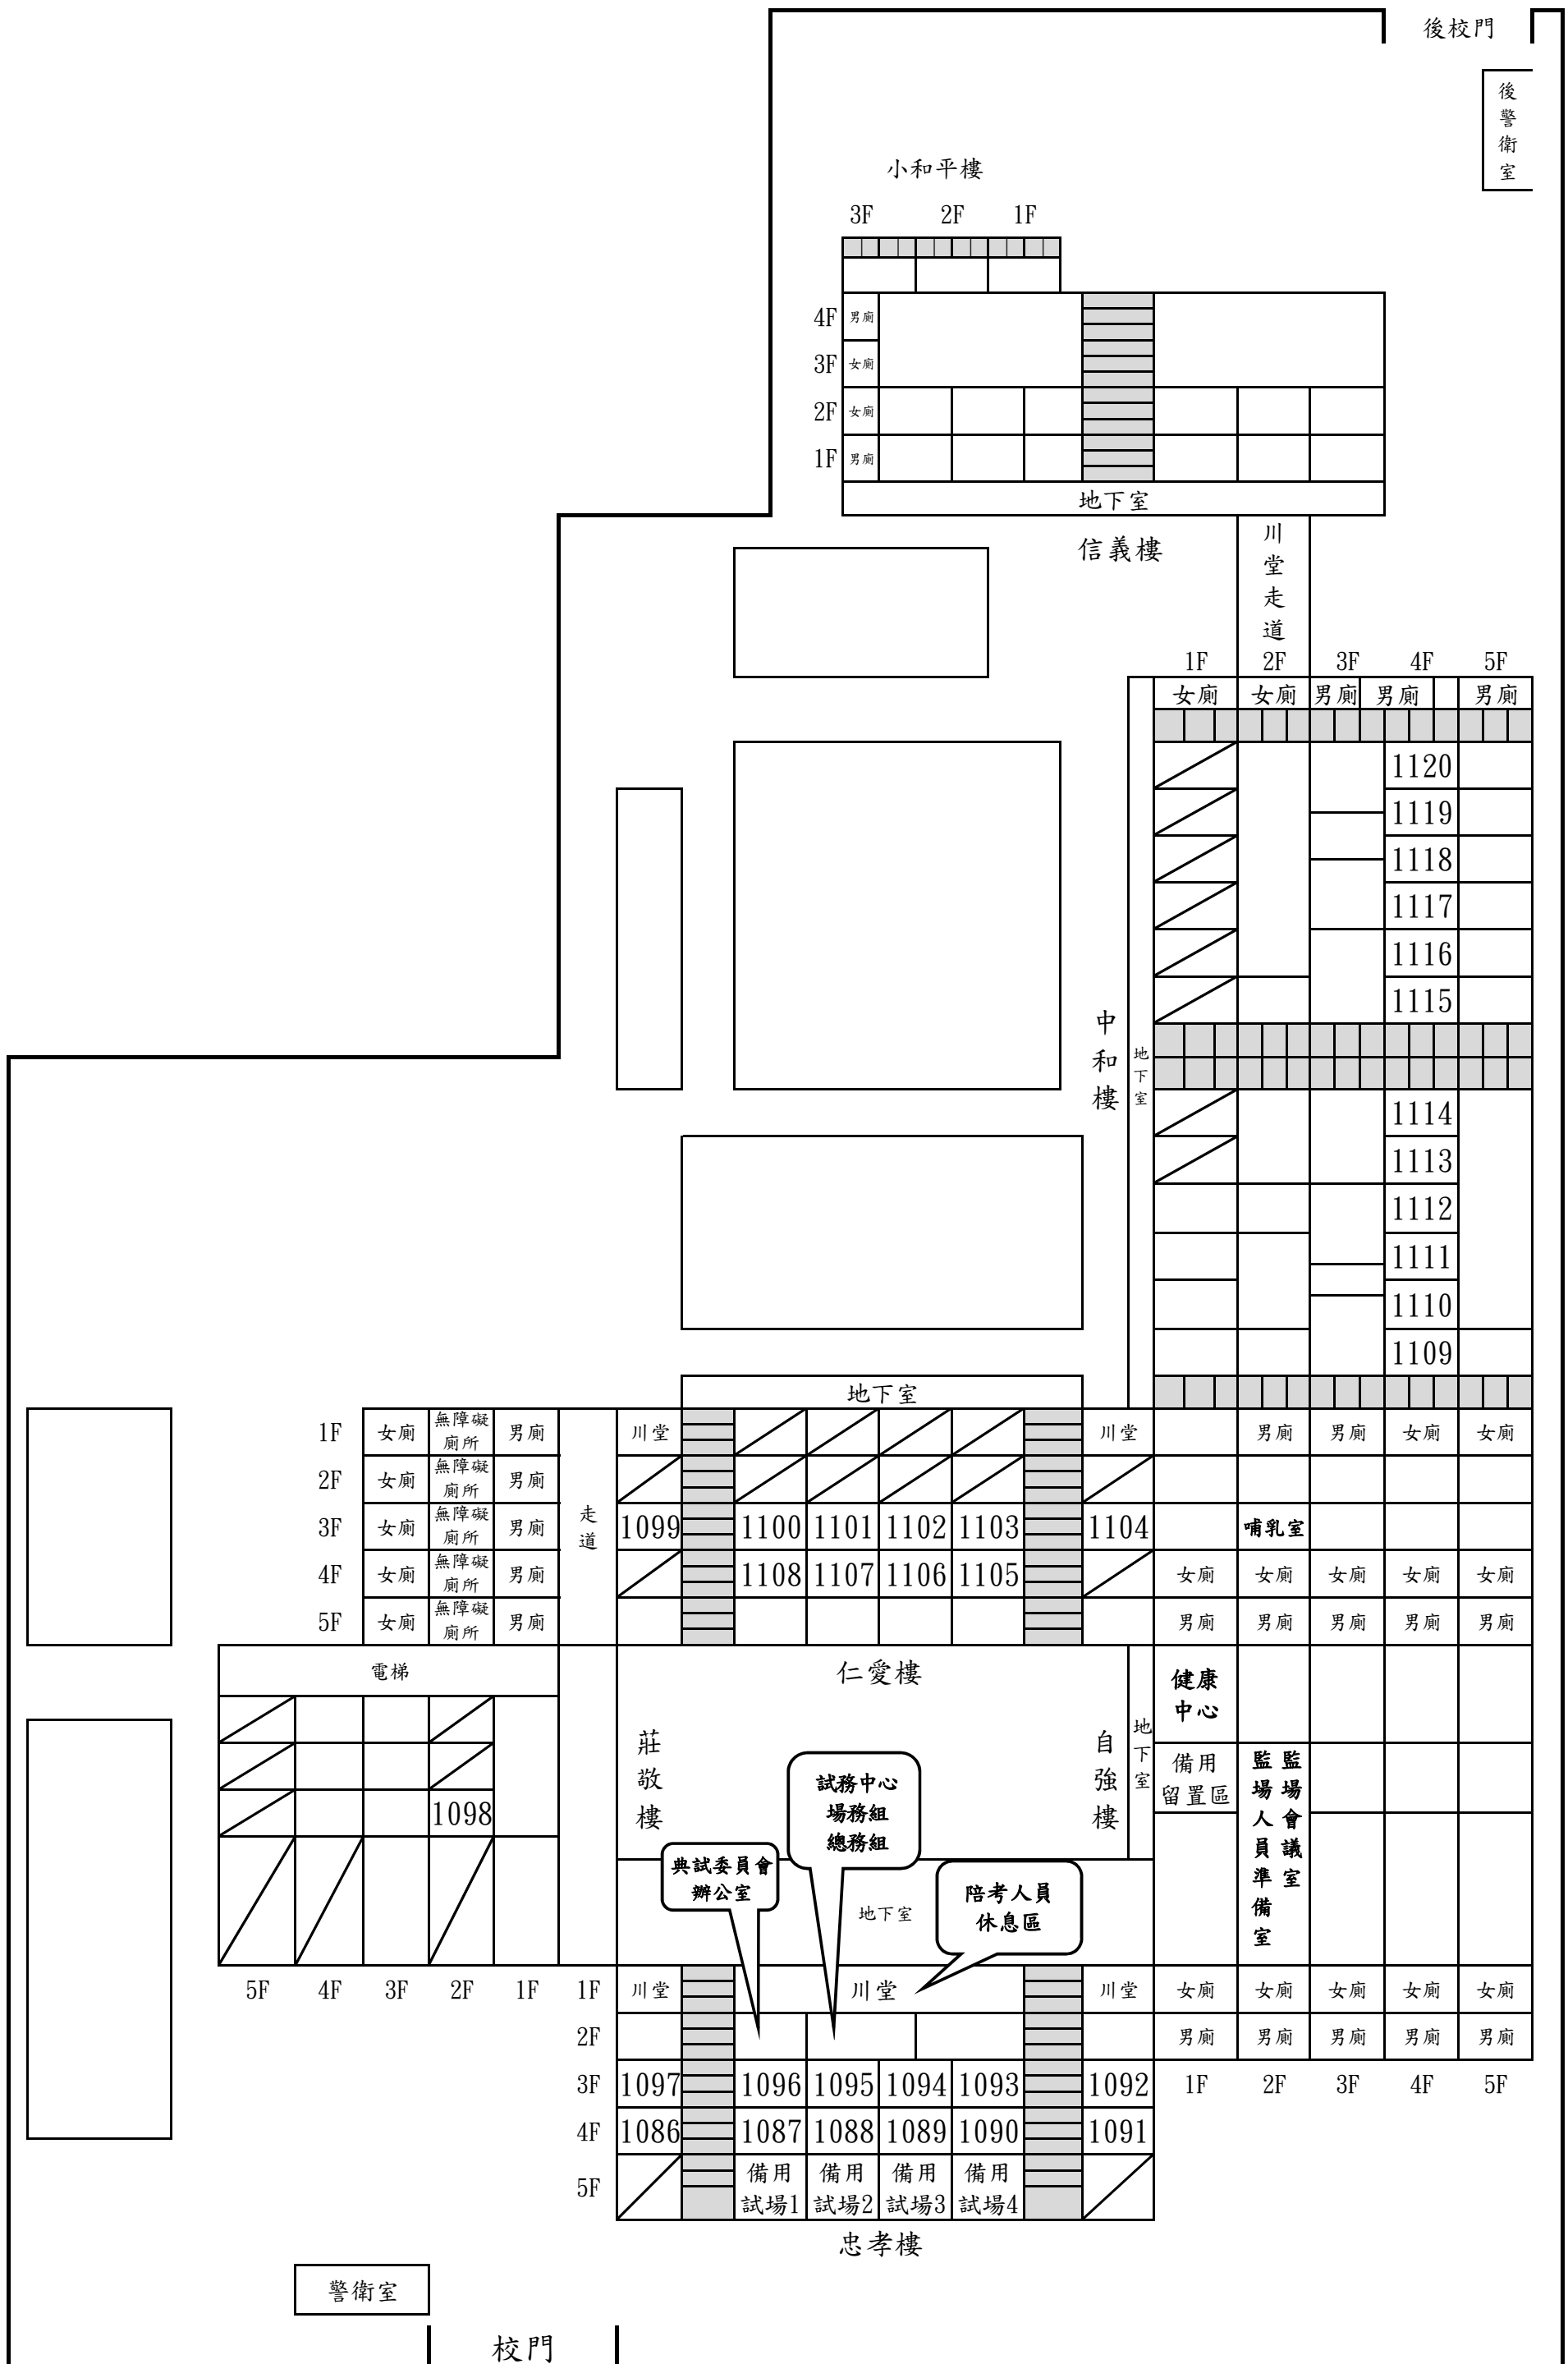 後校門
後警衛室
小和平樓
3F 2F 1F
4F 男廁
3F 女廁
2F 女廁
1F 男廁
地下室
信義樓
川堂走道
1F 2F 3F 4F 5F
女廁 女廁 男廁 男廁 男廁
1120
1119
1118
1117
1116
1115
中和樓
地下室
1114
1113
1112
1111
1110
1109
地下室
1F 女廁 無障礙廁所 男廁 川堂 川堂 男廁 男廁 女廁 女廁
2F 女廁 無障礙廁所 男廁
走道
3F 女廁 無障礙廁所 男廁 1099 1100 1101 1102 1103 1104 哺乳室
4F 女廁 無障礙廁所 男廁 1108 1107 1106 1105 女廁 女廁 女廁 女廁 女廁
5F 女廁 無障礙廁所 男廁 男廁 男廁 男廁 男廁 男廁
電梯
仁愛樓
健康
中心
莊敬樓
自強樓
地下室
備用
留置區
監場會議室
監場人員準備室
1098
試務中心
場務組
總務組
典試委員會
辦公室
陪考人員
休息區
地下室
5F 4F 3F 2F 1F 1F 川堂 川堂 川堂 女廁 女廁 女廁 女廁 女廁
2F 男廁 男廁 男廁 男廁 男廁
3F 1097 1096 1095 1094 1093 1092 1F 2F 3F 4F 5F
4F 1086 1087 1088 1089 1090 1091
5F 備用 備用 備用 備用
試場1 試場2 試場3 試場4
忠孝樓
警衛室
校門